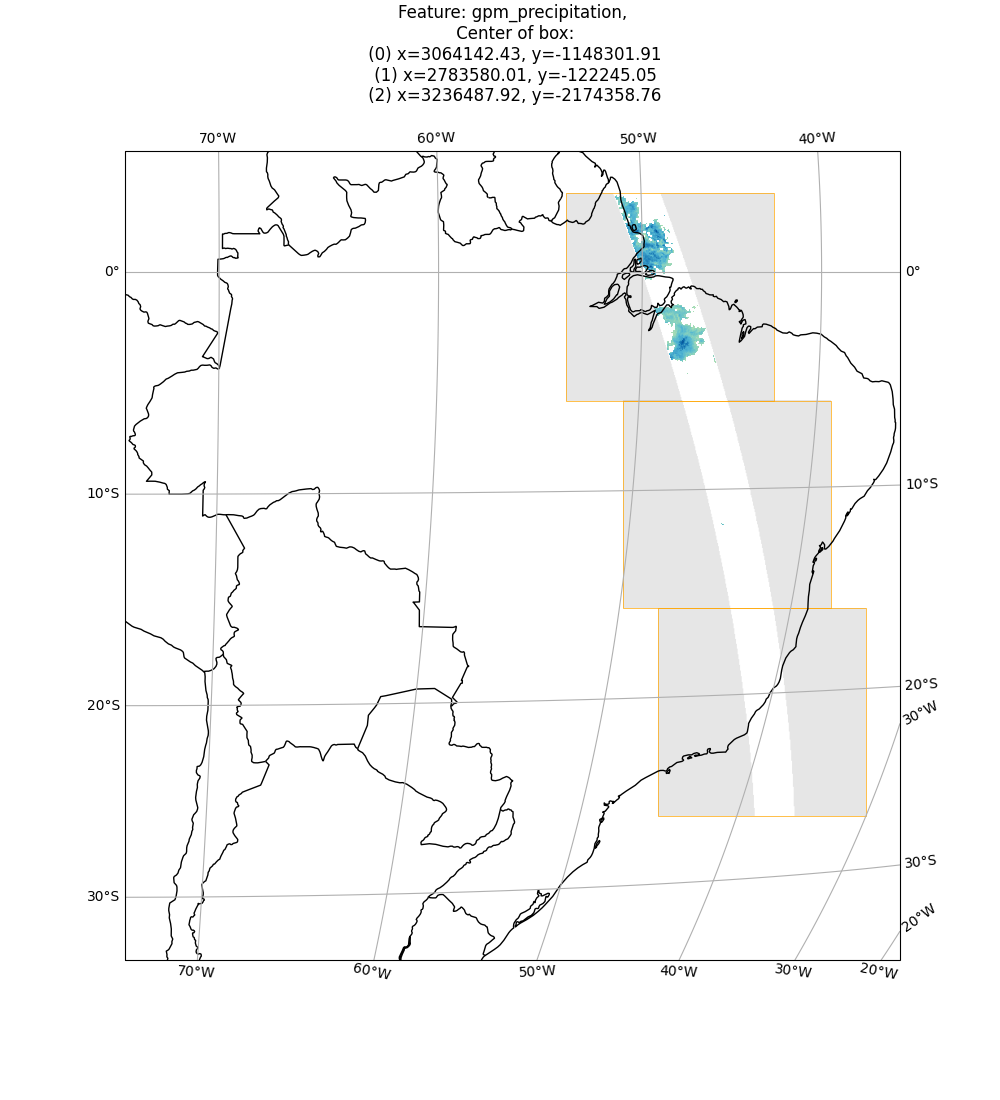 Feature: gpm_precipitation,
Center of box:
(0) x=3064142.43, y=-1148301.91
(1) x=2783580.01, y=-122245.05
(2) x=3236487.92, y=-2174358.76
70°W 60°W 50°W 40°W
0° 0°
10°S 10°S
20°S 20°S
30°W
30°S 30°S
20°W
70°W 60°W 50°W 40°W 30°W 20°W